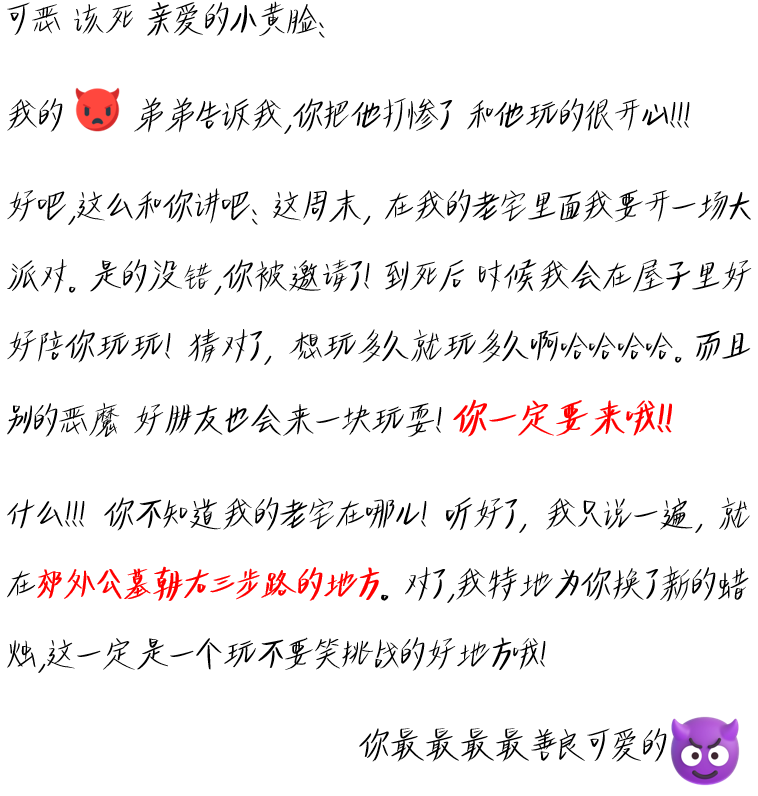 可恶 该死 亲爱的小黄脸、
我的 弟弟告诉我,你把他打惨了 和他玩的很开心!!!
好吧,这么和你讲吧、这周末，在我的老宅里面我要开一场大
派对。是的没错,你被邀请了! 到死后 时候我会在屋子里好
好陪你玩玩! 猜对了，想玩多久就玩多久啊哈哈哈哈。而且
别的恶魔 好朋友也会来一块玩耍! 你一定要来哦!!
什么!!! 你不知道我的老宅在哪儿! 听好了，我只说一遍，就
在郊外公墓朝右三步路的地方。对了,我特地为你换了新的蜡
烛,这一定是一个玩不要笑挑战的好地方哦!
你最最最最善良可爱的